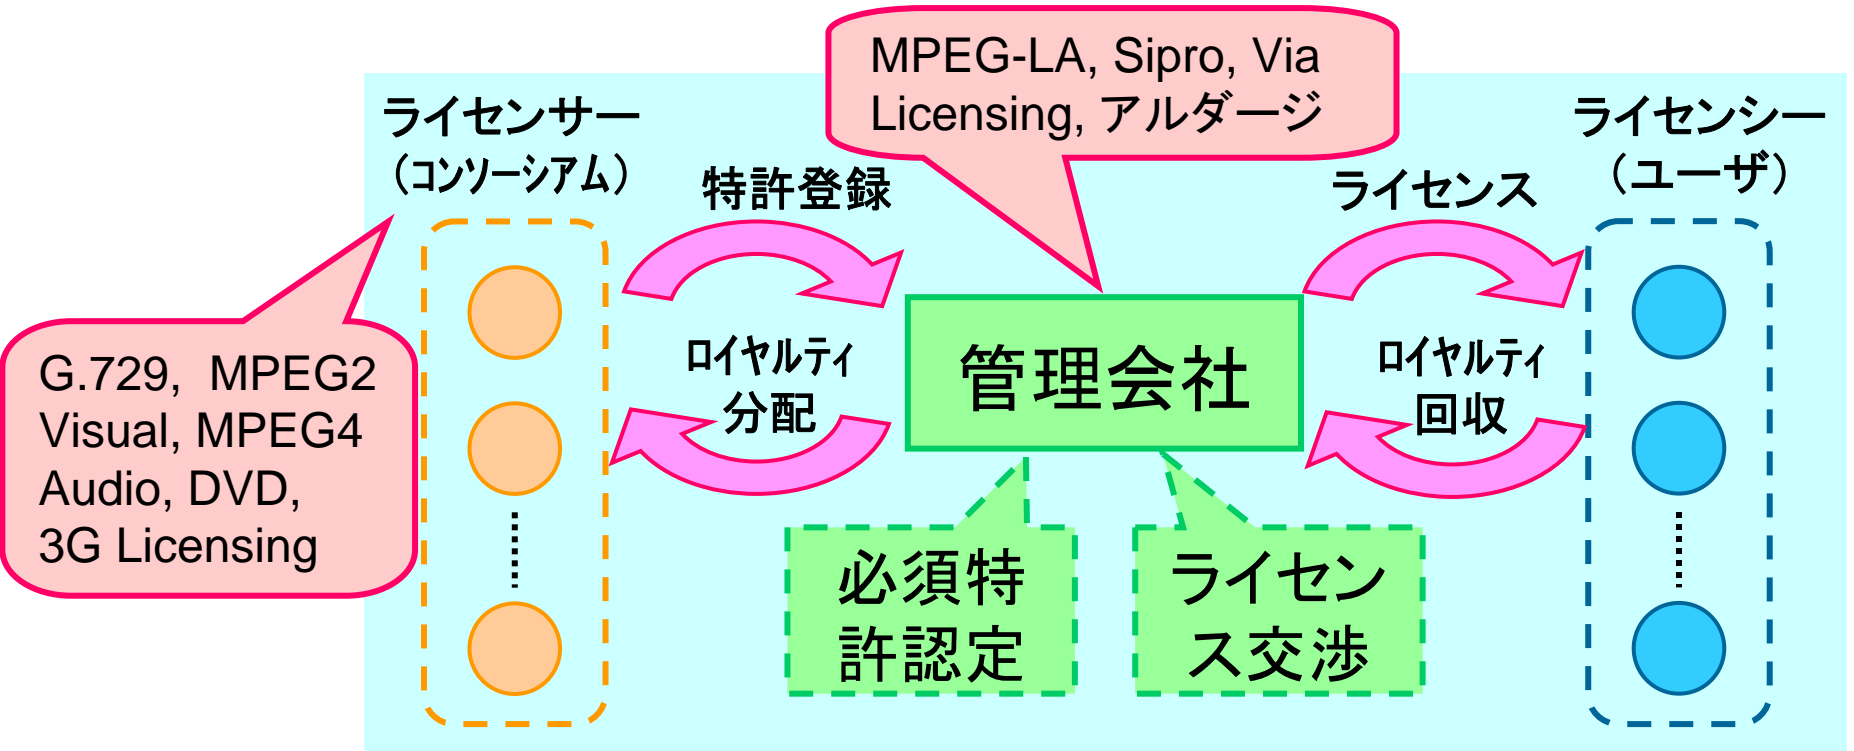 MPEG-LA, Sipro, Via
Licensing, アルダージ
ライセンサー
（コンソーシアム）
特許登録
ライセンス
ライセンシー
（ユーザ）
G.729,  MPEG2
Visual, MPEG4
Audio, DVD,
3G Licensing
ロイヤルティ
分配
管理会社
ロイヤルティ
回収
必須特
許認定
ライセン
ス交渉